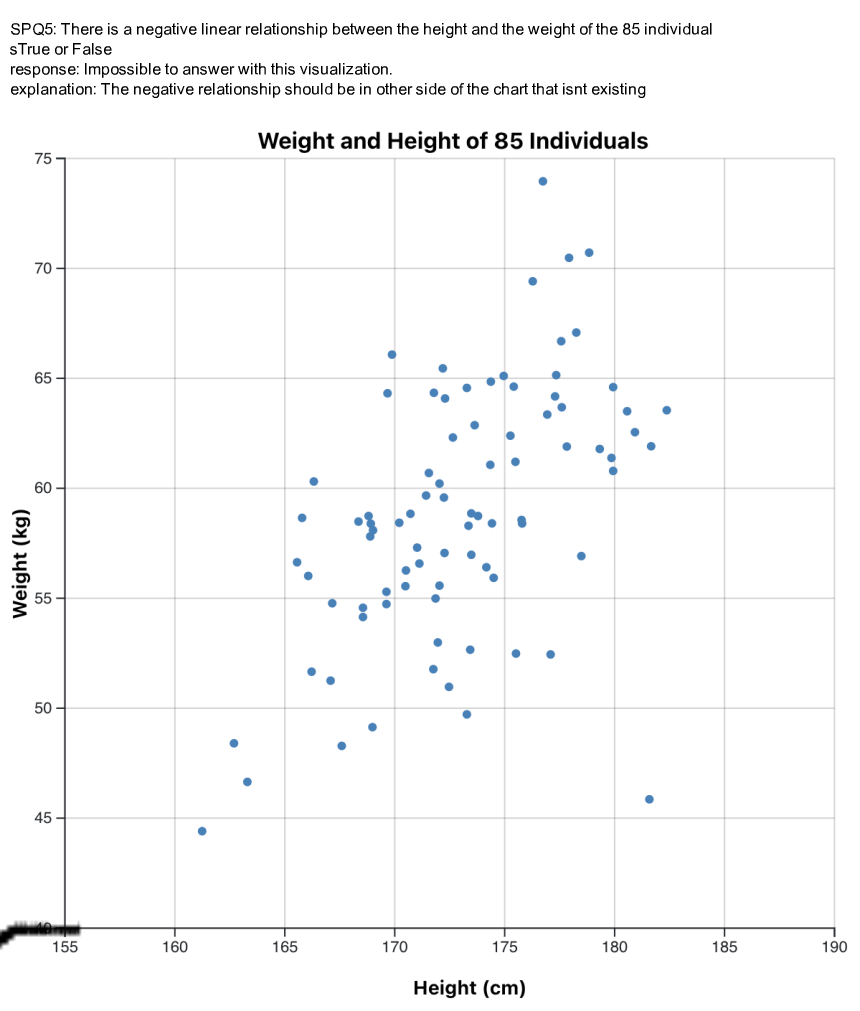 SPQ5: There is a negative linear relationship between the height and the weight of the 85 individual
sTrue or False
response: Impossible to answer with this visualization.
explanation: The negative relationship should be in other side of the chart that isnt existing
Weight and Height of 85 Individuals
75
70
65
60
55
50
45
155 160 165 170 175 180 185 190
Weight (kg)
Height (cm)